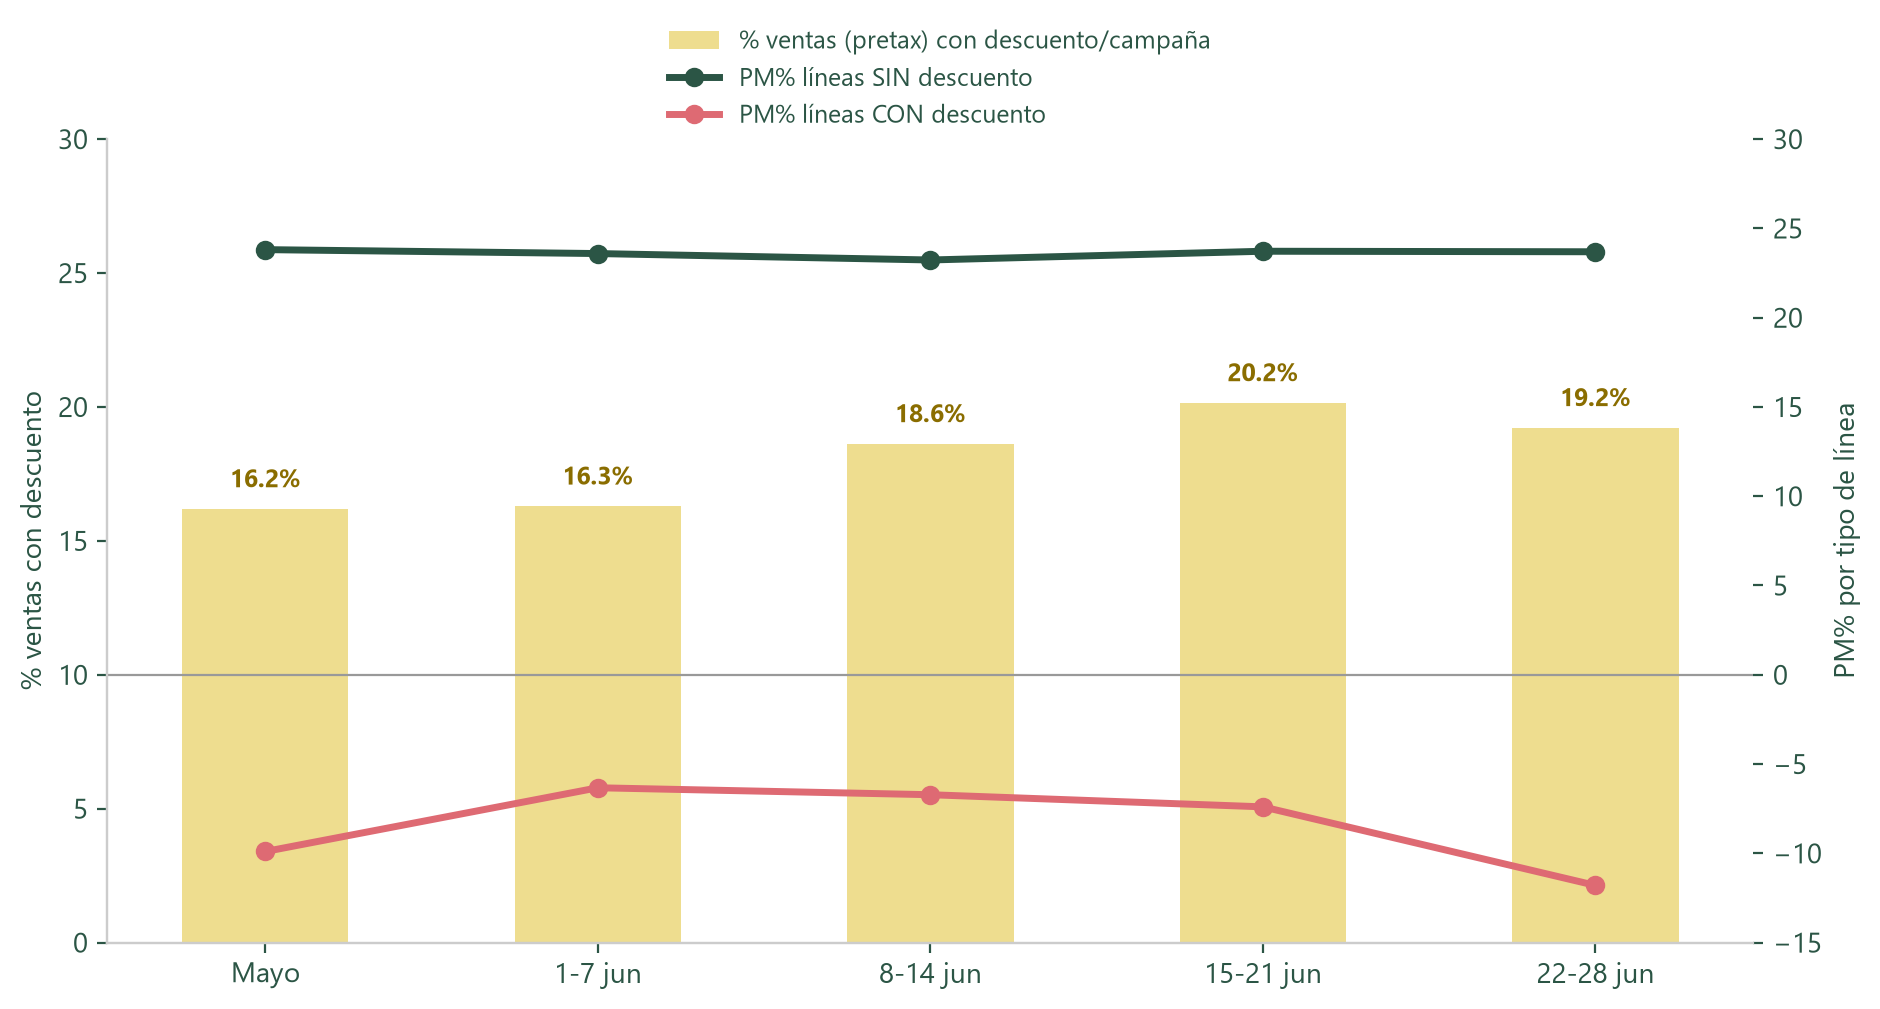 % ventas (pretax) con descuento/campaña
PM% líneas SIN descuento
PM% líneas CON descuento
30
25
20
15
10
5
0
% ventas con descuento
30
25
20
15
10
5
0
−5
−10
−15
PM% por tipo de línea
16.2%
16.3%
18.6%
20.2%
19.2%
Mayo
1-7 jun
8-14 jun
15-21 jun
22-28 jun